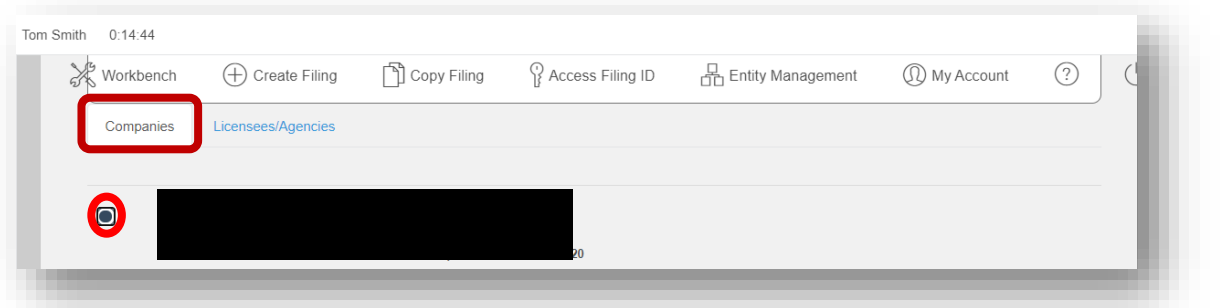 Tom Smith 0:14:44
Workbench Create Filing Copy Filing Access Filing ID Entity Management My Account ?
Companies Licensees/Agencies
20